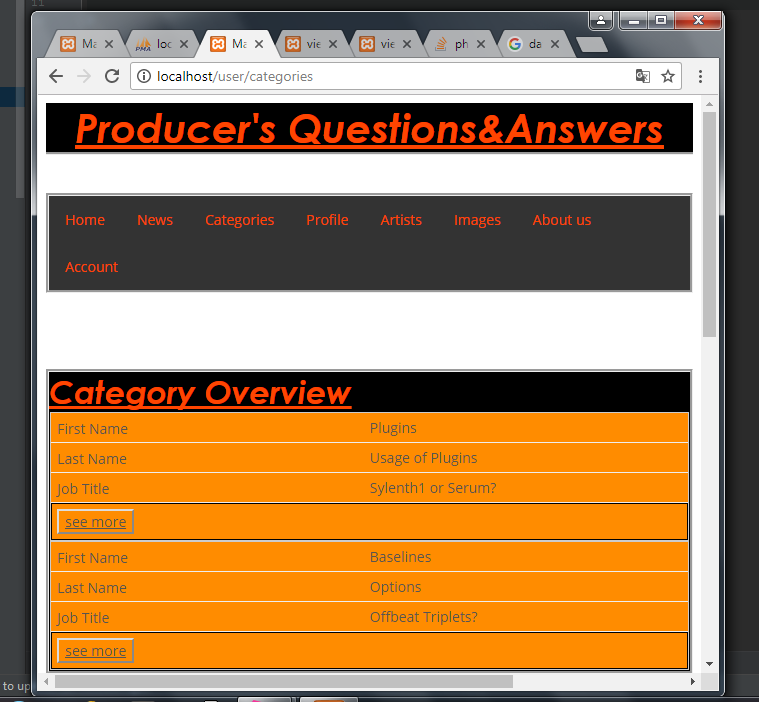 11
Ma
loc
Ma
vie
vie
ph
da
localhost/user/categories
Producer's Questions&Answers
Home News Categories Profile Artists Images About us
Account
Category Overview
First Name Plugins
Last Name Usage of Plugins
Job Title Sylenth1 or Serum?
see more
First Name Baselines
Last Name Options
Job Title Offbeat Triplets?
see more
to up